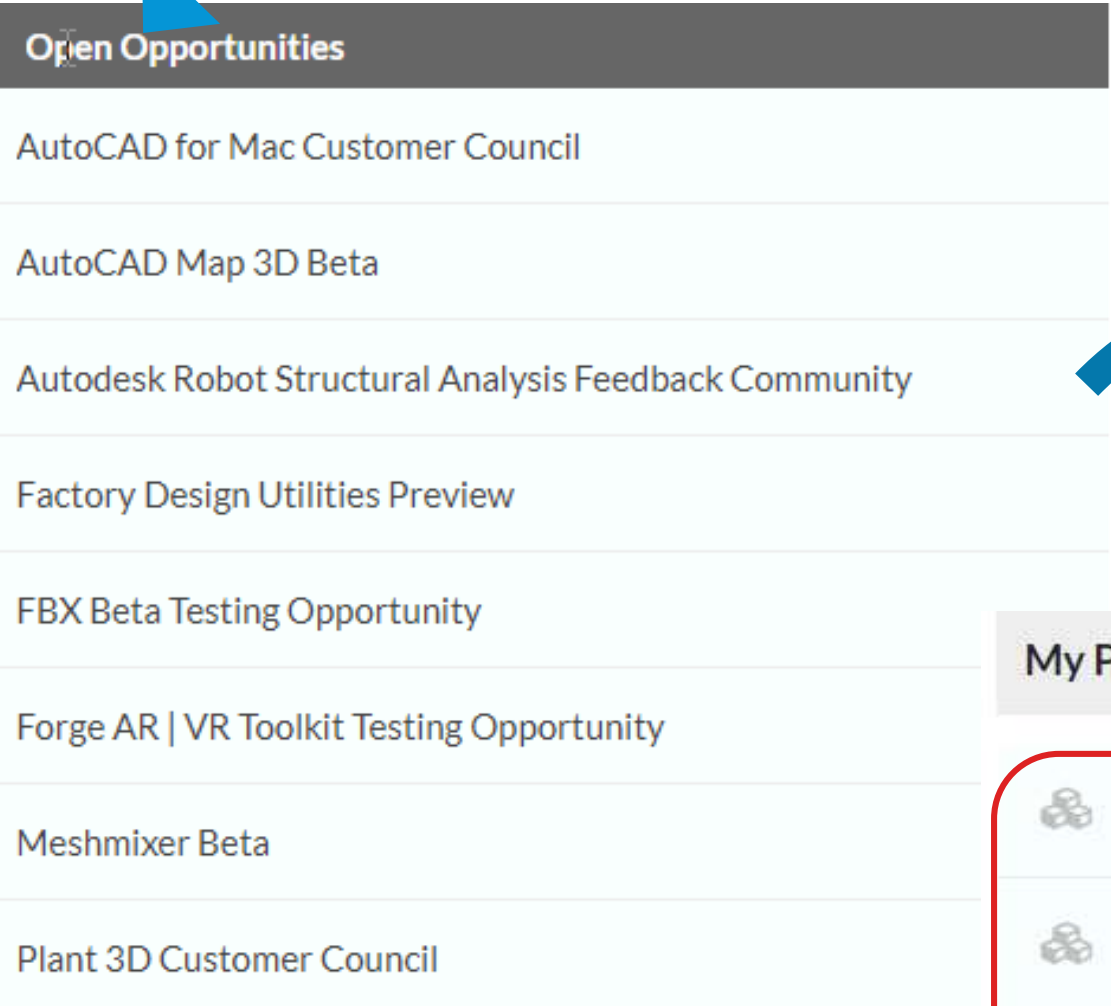 Open Opportunities
AutoCAD for Mac Customer Council
AutoCAD Map 3D Beta
Autodesk Robot Structural Analysis Feedback Community
Factory Design Utilities Preview
FBX Beta Testing Opportunity
My P
Forge AR | VR Toolkit Testing Opportunity
Meshmixer Beta
Plant 3D Customer Council